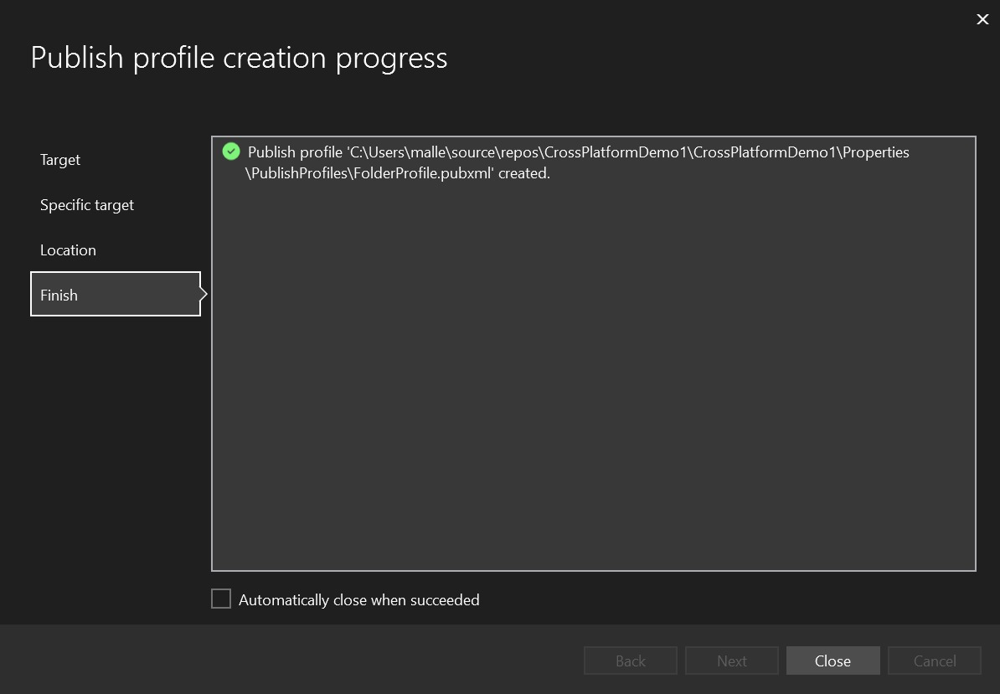 Publish profile creation progress
Target
Specific target
Location
Finish
Publish profile 'C:\Users\malle\source\repos\CrossPlatformDemo1\CrossPlatformDemo1\Properties
\PublishProfiles\FolderProfile.pubxml' created.
Automatically close when succeeded
Back
Next
Close
Cancel